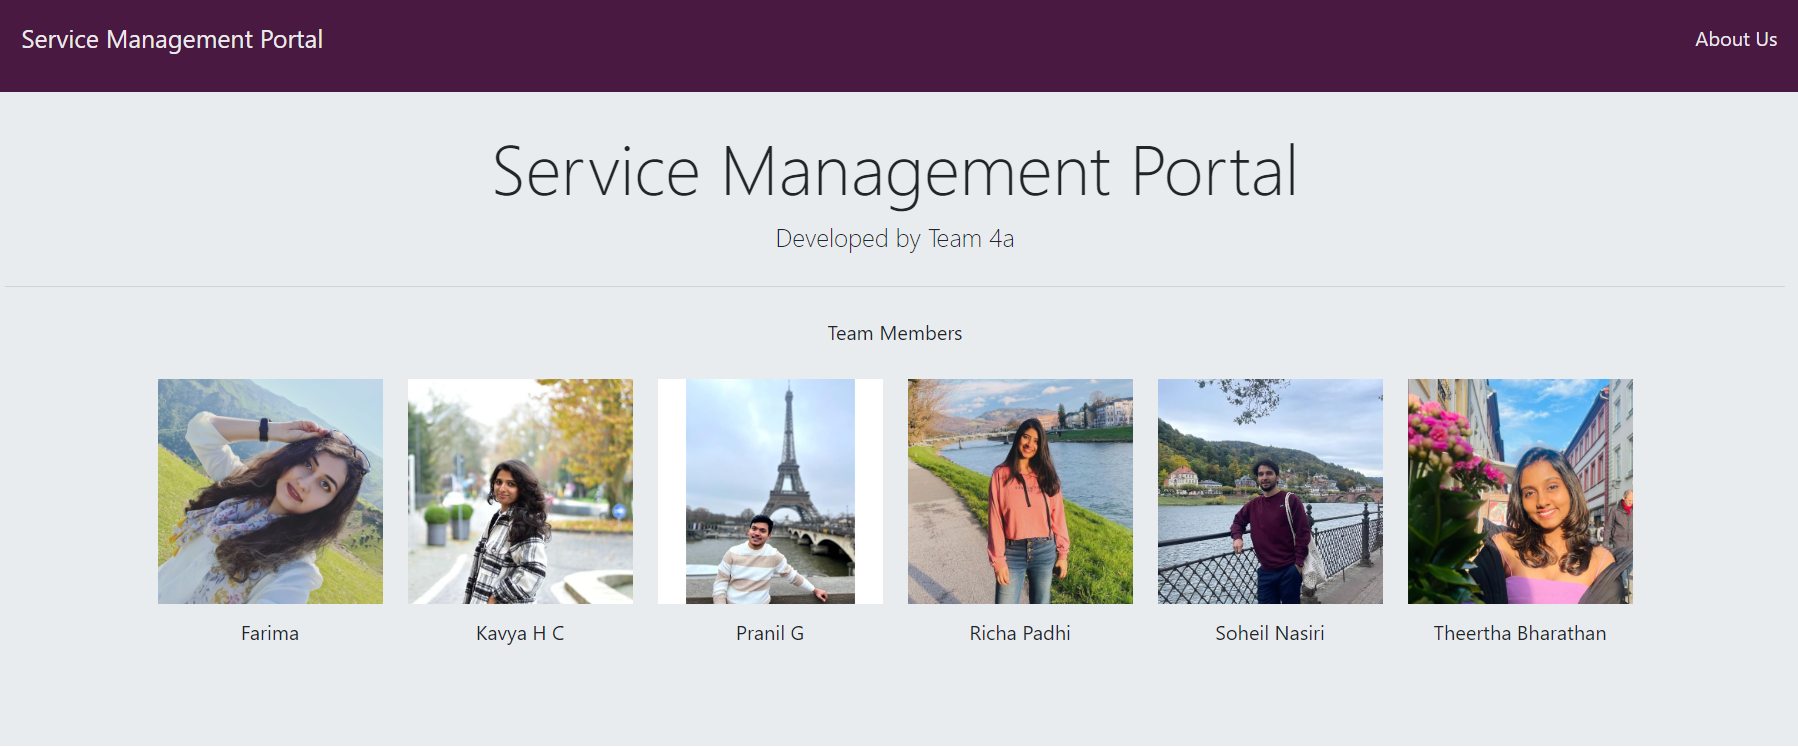 Service Management Portal
About Us
Service Management Portal
Developed by Team 4a
Team Members
Farima
Kavya H C
Pranil G
Richa Padhi
Soheil Nasiri
Theertha Bharathan